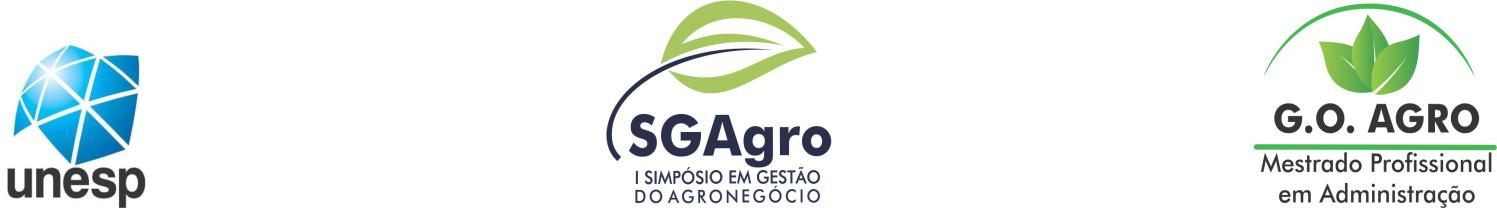 unesp
SGAgro
I SIMPÓSIO EM GESTÃO
DO AGRONEGÓCIO
G.O. AGRO
Mestrado Profissional
em Administração